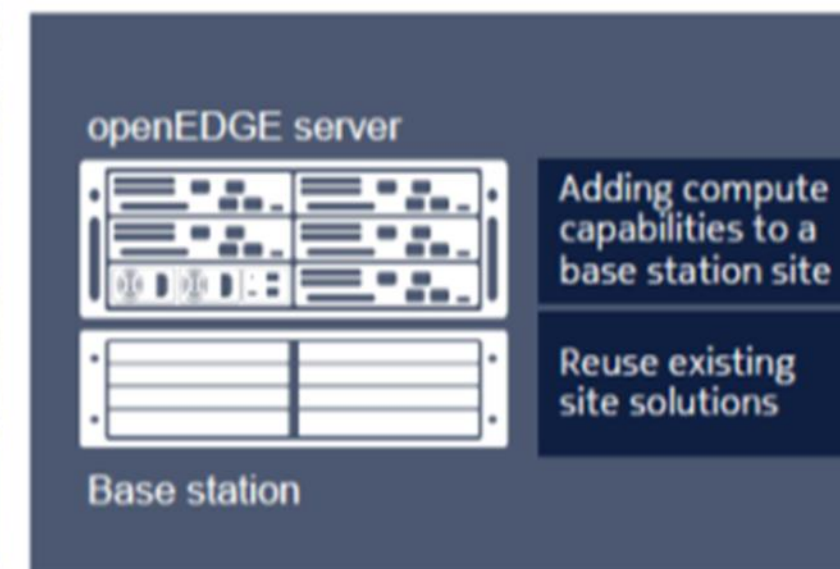 openEDGE server
Adding compute
capabilities to a
base station site
Reuse existing
site solutions
Base station